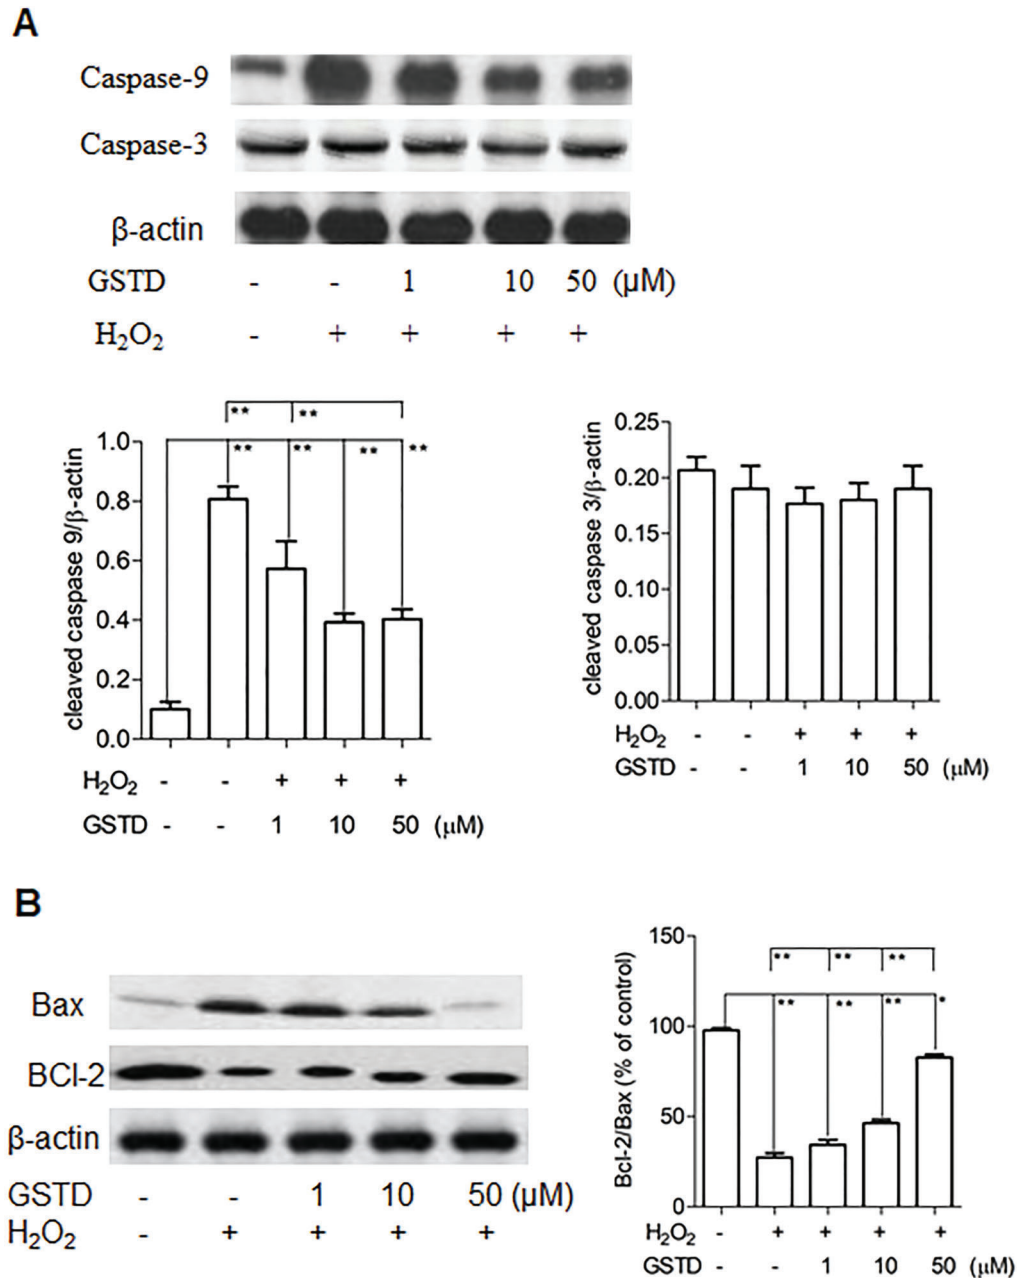 A
Caspase-9
Caspase-3
β-actin
GSTD - - 1 10 50 (μM)
H₂O₂ - + + + +
** **
** ** ** **
cleaved caspase 9/β-actin
1.0
0.8
0.6
0.4
0.2
0.0
H₂O₂ - - + + +
GSTD - - 1 10 50 (μM)
cleaved caspase 3/β-actin
0.25
0.20
0.15
0.10
0.05
0.00
H₂O₂ - - + + +
GSTD - - 1 10 50 (μM)
B
Bax
BCl-2
β-actin
GSTD - - 1 10 50 (μM)
H₂O₂ - + + + +
Bcl-2/Bax (% of control)
150
100
50
0
** ** **
** ** ** *
H₂O₂ - + + + +
GSTD - - 1 10 50 (μM)